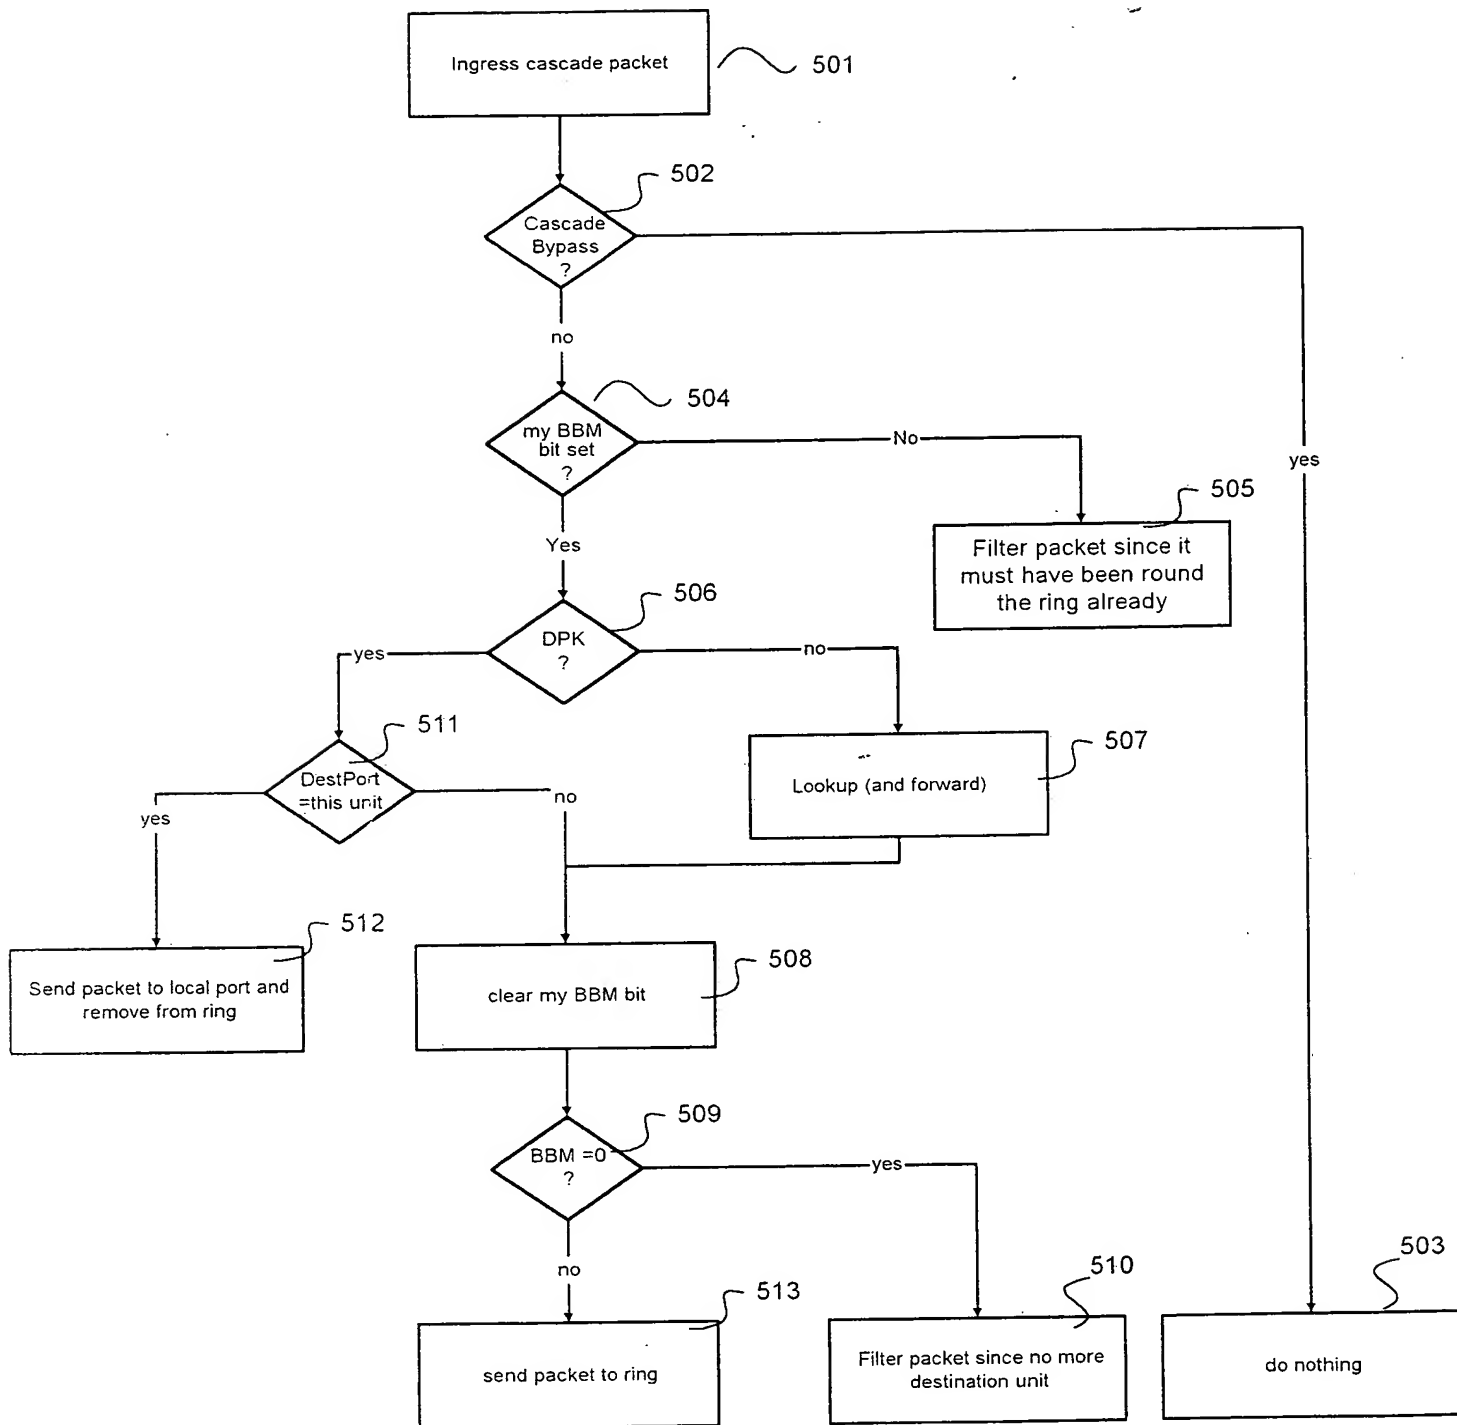 Ingress cascade packet
501
502
Cascade
Bypass
?
no
504
my BBM
bit set
?
No
yes
505
Filter packet since it
must have been round
the ring already
Yes
506
DPK
?
yes
no
511
DestPort
=this unit
507
Lookup (and forward)
yes
no
512
Send packet to local port and
remove from ring
508
clear my BBM bit
509
BBM =0
?
yes
no
513
send packet to ring
510
Filter packet since no more
destination unit
503
do nothing